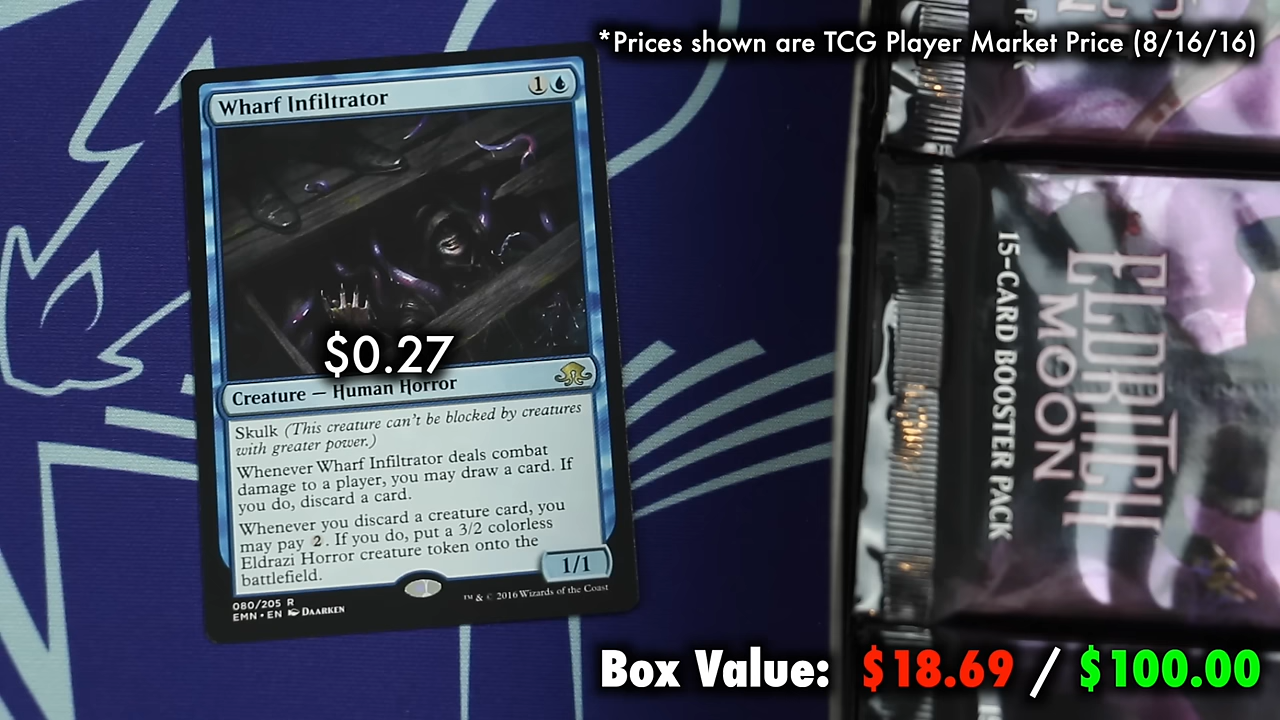 *Prices shown are TCG Player Market Price (8/16/16)
Wharf Infiltrator 1
$0.27
Creature — Human Horror
Skulk (This creature can't be blocked by creatures
with greater power.)
Whenever Wharf Infiltrator deals combat
damage to a player, you may draw a card. If
you do, discard a card.
Whenever you discard a creature card, you
may pay 2. If you do, put a 3/2 colorless
Eldrazi Horror creature token onto the
battlefield.
1/1
080/205 R
EMN • EN DAARKEN
™ & © 2016 Wizards of the Coast
PACK
ELDRITCH
MOON
15-CARD BOOSTER PACK
Box Value: $18.69 / $100.00